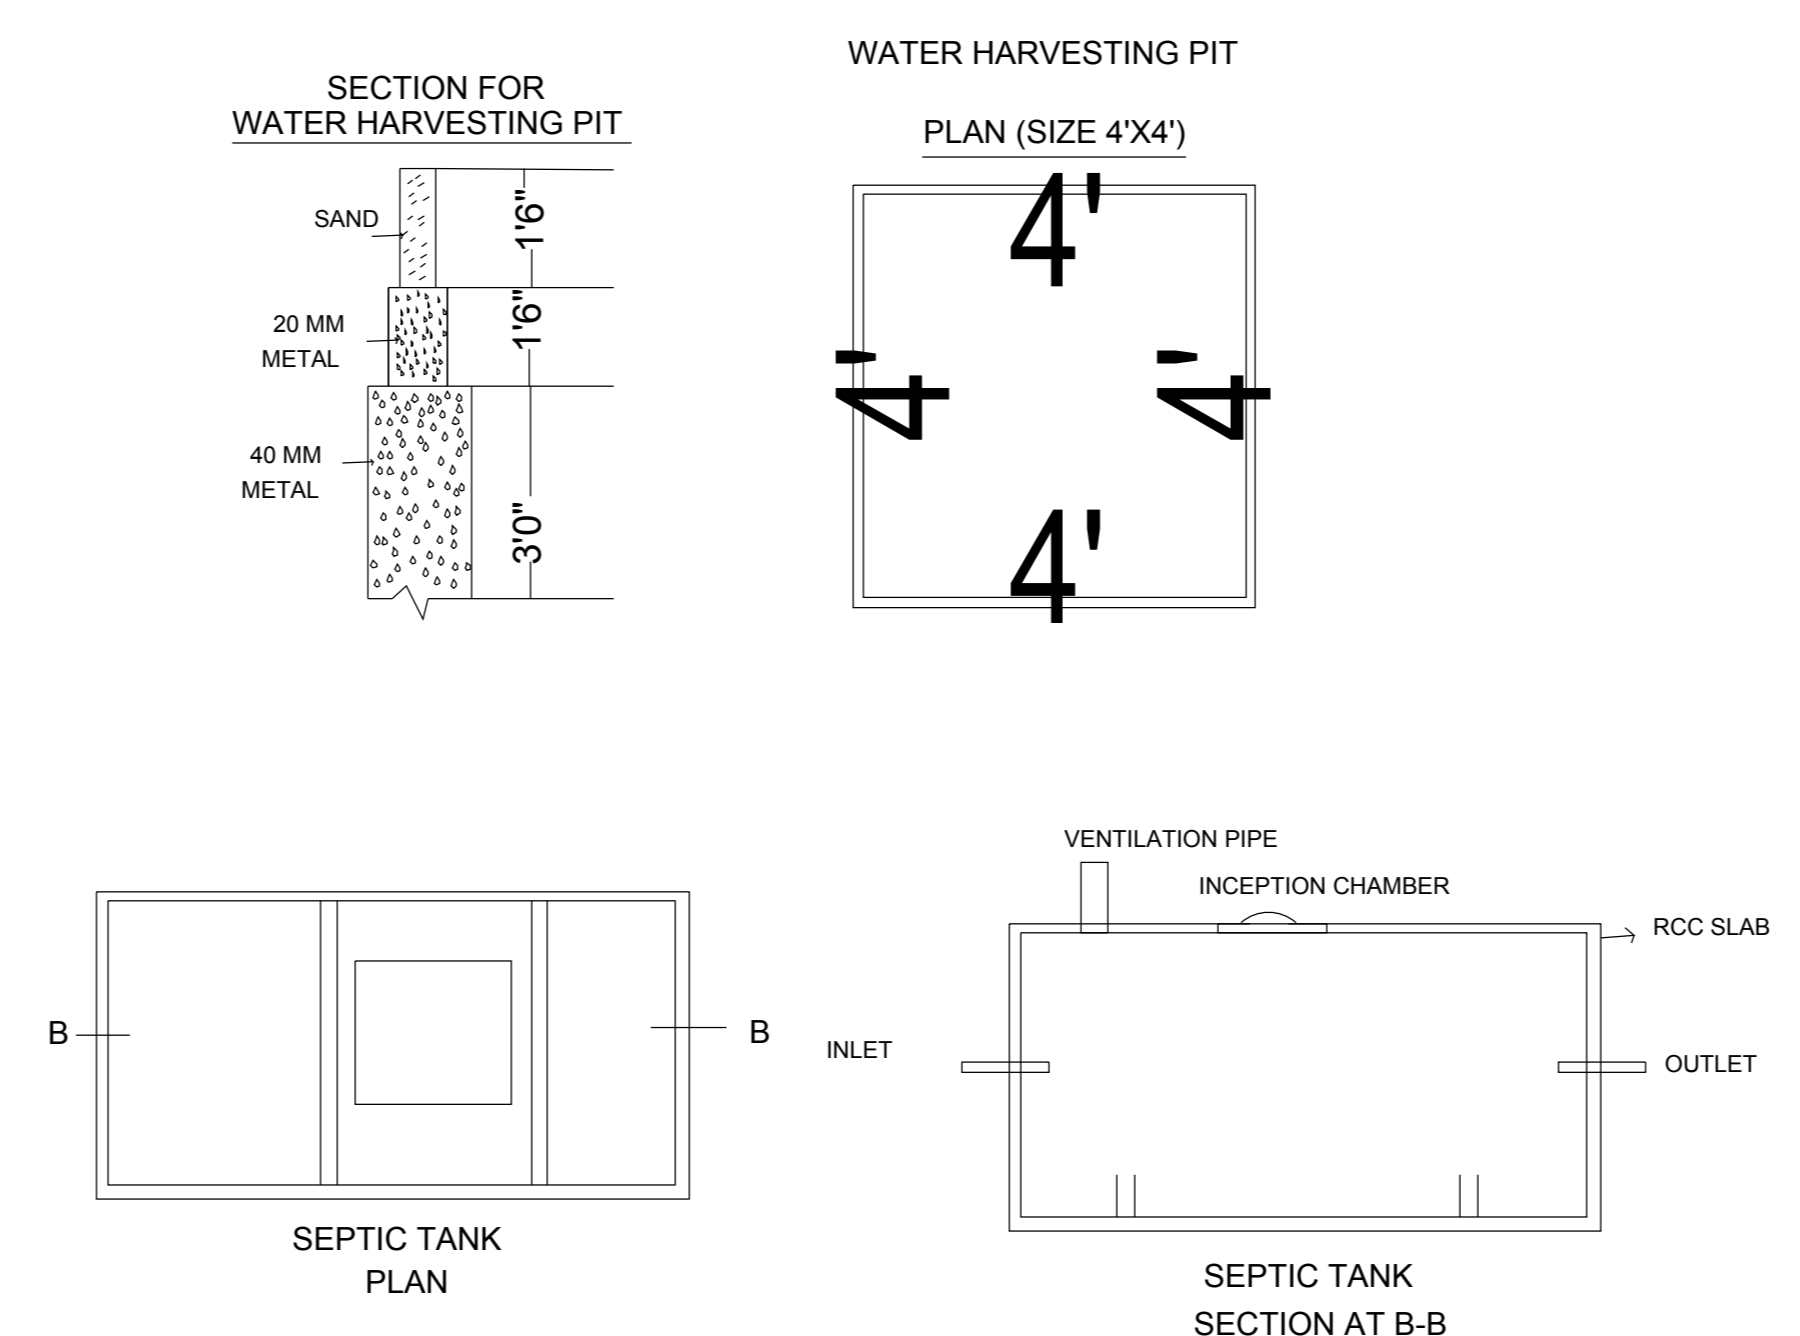 SECTION FOR
WATER HARVESTING PIT
SAND
1'6"
20 MM
METAL
1'6"
40 MM
METAL
3'0"
WATER HARVESTING PIT
PLAN (SIZE 4'X4')
4'
4'
4'
4'
B
B
SEPTIC TANK
PLAN
VENTILATION PIPE
INCEPTION CHAMBER
RCC SLAB
INLET
OUTLET
SEPTIC TANK
SECTION AT B-B